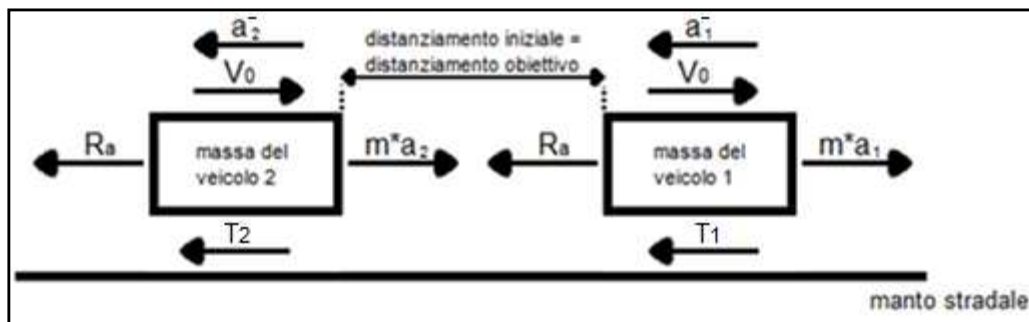 a₂⁻
distanziamento iniziale =
a₁⁻
V₀
distanziamento obiettivo
V₀
Ra
massa del
veicolo 2
m*a₂
Ra
massa del
veicolo 1
m*a₁
T2
T1
manto stradale